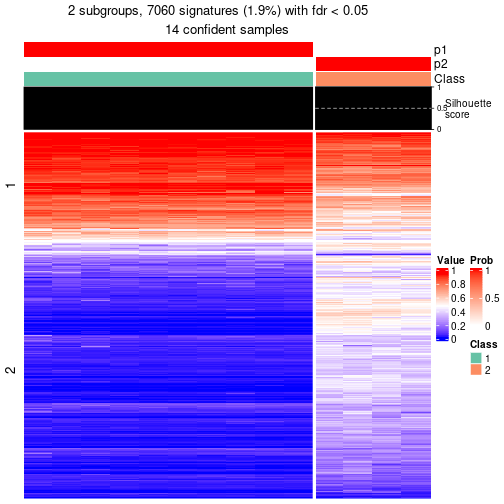 2 subgroups, 7060 signatures (1.9%) with fdr < 0.05
14 confident samples
p1
p2
Class
1
0.5
0
Silhouette
score
1
2
Value
1
0.8
0.6
0.4
0.2
0
Prob
1
0.5
0
Class
1
2